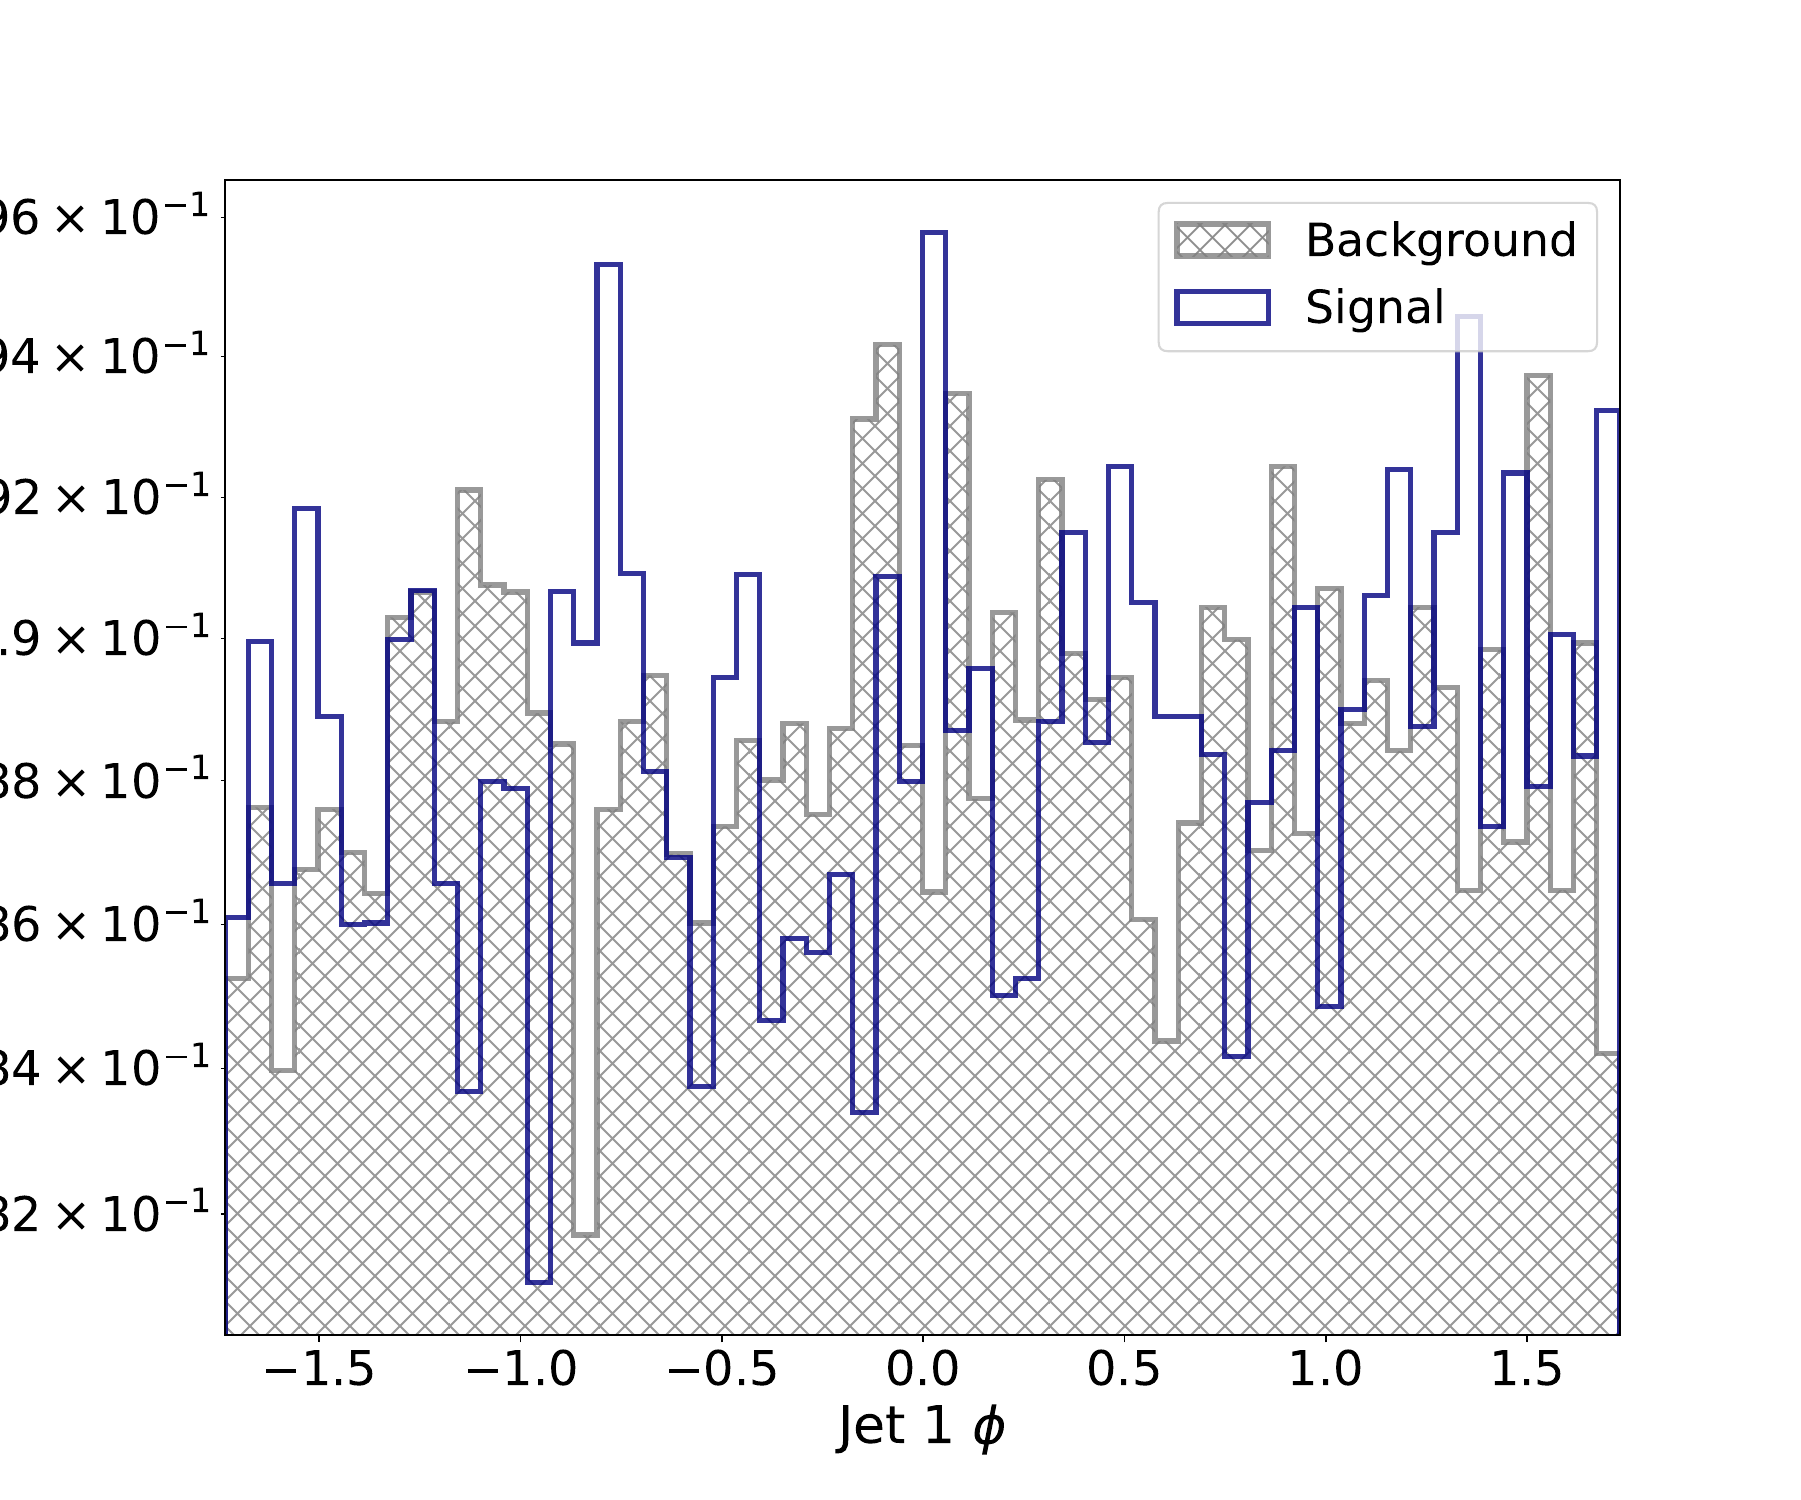 96 × 10⁻¹
94 × 10⁻¹
92 × 10⁻¹
.9 × 10⁻¹
88 × 10⁻¹
86 × 10⁻¹
84 × 10⁻¹
82 × 10⁻¹
Background
Signal
−1.5 −1.0 −0.5 0.0 0.5 1.0 1.5
Jet 1 ϕ